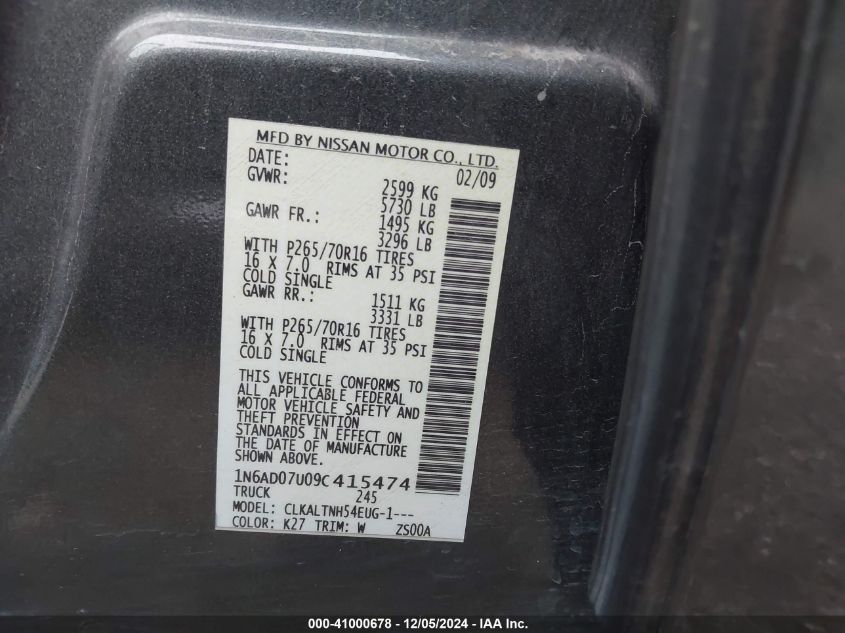 MFD BY NISSAN MOTOR CO., LTD.
DATE: 02/09
GVWR: 2599 KG
5730 LB
GAWR FR.: 1495 KG
3296 LB
WITH P265/70R16 TIRES
16 X 7.0 RIMS AT 35 PSI
COLD SINGLE
GAWR RR.: 1511 KG
3331 LB
WITH P265/70R16 TIRES
16 X 7.0 RIMS AT 35 PSI
COLD SINGLE
THIS VEHICLE CONFORMS TO
ALL APPLICABLE FEDERAL
MOTOR VEHICLE SAFETY AND
THEFT PREVENTION
STANDARDS IN EFFECT ON
THE DATE OF MANUFACTURE
SHOWN ABOVE.
1N6AD07U09C415474
TRUCK 245
MODEL: CLKALTNH54EUG-1---
COLOR: K27 TRIM: W ZS00A
000-41000678 - 12/05/2024 - IAA Inc.